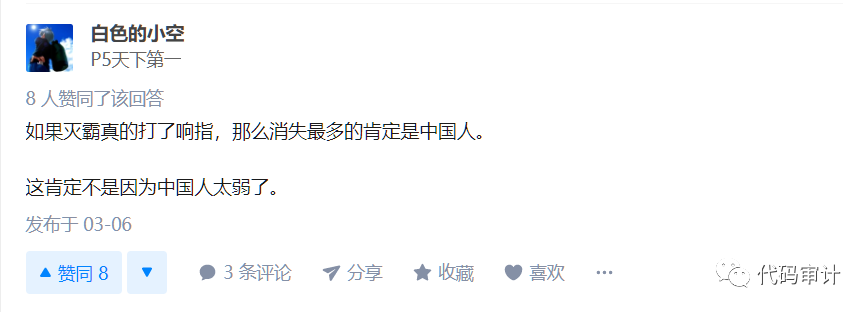 白色的小空
P5天下第一
8 人赞同了该回答
如果灭霸真的打了响指，那么消失最多的肯定是中国人。
这肯定不是因为中国人太弱了。
发布于 03-06
赞同 8 3 条评论 分享 收藏 喜欢 ···
代码审计